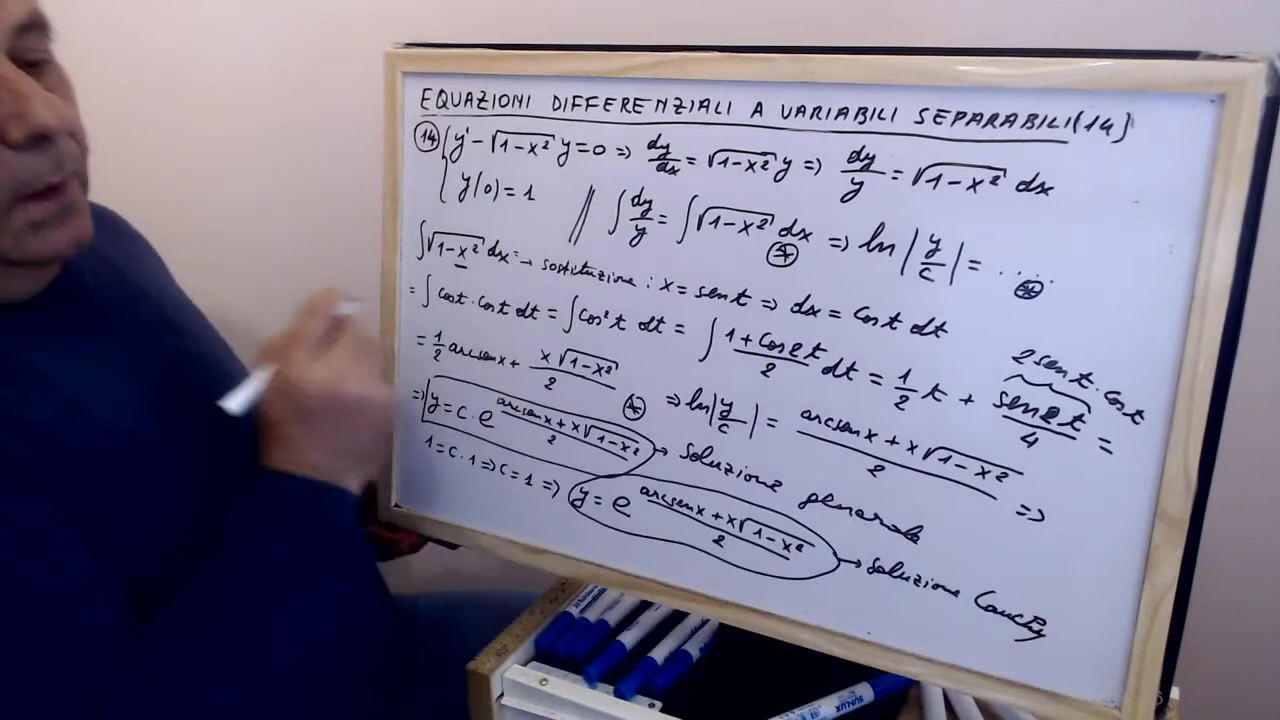 EQUAZIONI DIFFERENZIALI A VARIABILI SEPARABILI (14)
(14) { y' - √(1-x²) y = 0 ⇒ dy/dx = √(1-x²) y ⇒ dy/y = √(1-x²) dx
y(0) = 1 // ∫ dy/y = ∫ √(1-x²) dx (*) ⇒ ln |y/c| = .... (*)
∫ √(1-x²) dx = → sostituzione : x = sen t ⇒ dx = cos t dt
= ∫ cos t · cos t dt = ∫ cos² t dt = ∫ (1 + cos 2t)/2 dt = 1/2 t + sen 2t/4 =
2 sen t · cos t
= 1/2 arcsen x + x √(1-x²)/2 (*) ⇒ ln |y/c| = (arcsen x + x √(1-x²))/2 ⇒
⇒ y = c · e^((arcsen x + x √(1-x²))/2) → soluzione generale
1 = c · 1 ⇒ c = 1 ⇒ y = e^((arcsen x + x √(1-x²))/2) → soluzione Cauchy
SUNLUX